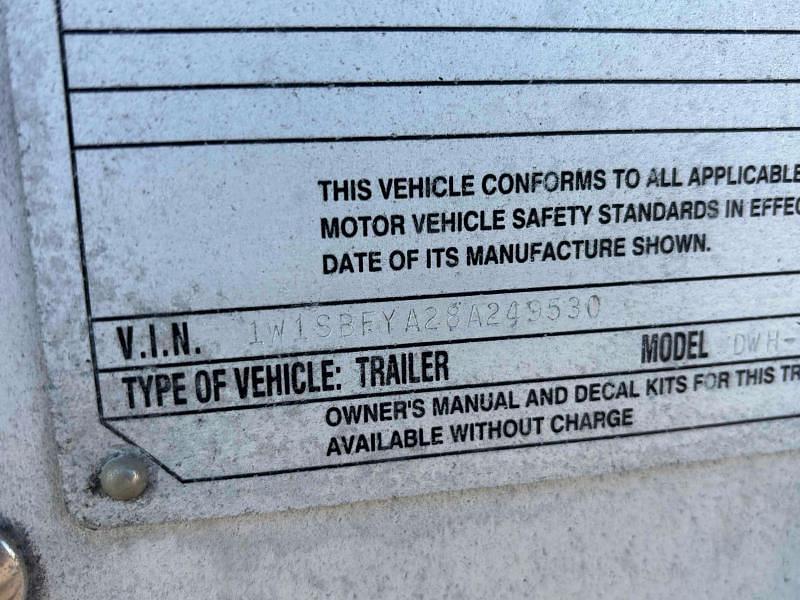 THIS VEHICLE CONFORMS TO ALL APPLICABLE
MOTOR VEHICLE SAFETY STANDARDS IN EFFEC
DATE OF ITS MANUFACTURE SHOWN.
V.I.N. 1W1SBFYA28A249530
TYPE OF VEHICLE: TRAILER MODEL DWH-
OWNER'S MANUAL AND DECAL KITS FOR THIS TR
AVAILABLE WITHOUT CHARGE